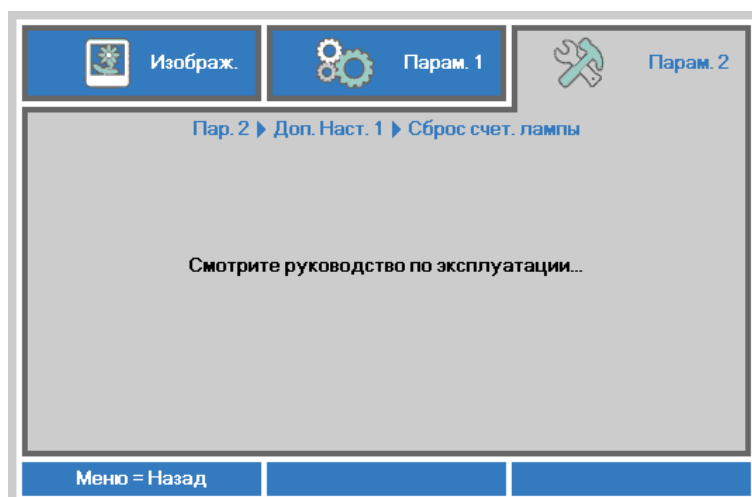 Изображ.
Парам. 1
Парам. 2
Пар. 2 ▶ Доп. Наст. 1 ▶ Сброс счет. лампы
Смотрите руководство по эксплуатации...
Меню = Назад